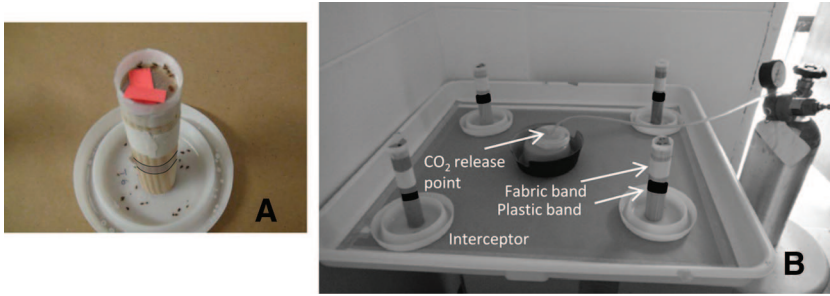 A
CO2 release
point
Fabric band
Plastic band
Interceptor
B